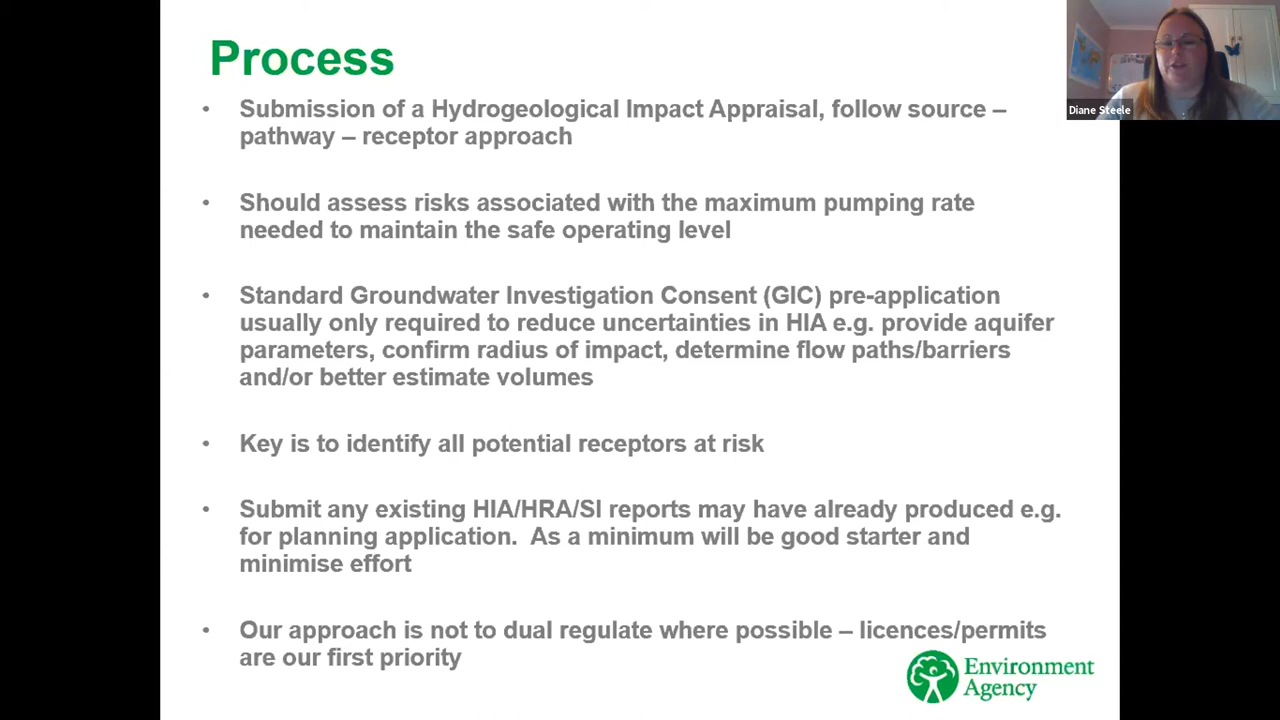 Process
• Submission of a Hydrogeological Impact Appraisal, follow source –
pathway – receptor approach
• Should assess risks associated with the maximum pumping rate
needed to maintain the safe operating level
• Standard Groundwater Investigation Consent (GIC) pre-application
usually only required to reduce uncertainties in HIA e.g. provide aquifer
parameters, confirm radius of impact, determine flow paths/barriers
and/or better estimate volumes
• Key is to identify all potential receptors at risk
• Submit any existing HIA/HRA/SI reports may have already produced e.g.
for planning application.  As a minimum will be good starter and
minimise effort
• Our approach is not to dual regulate where possible – licences/permits
are our first priority
Environment
Agency
Diane Steele